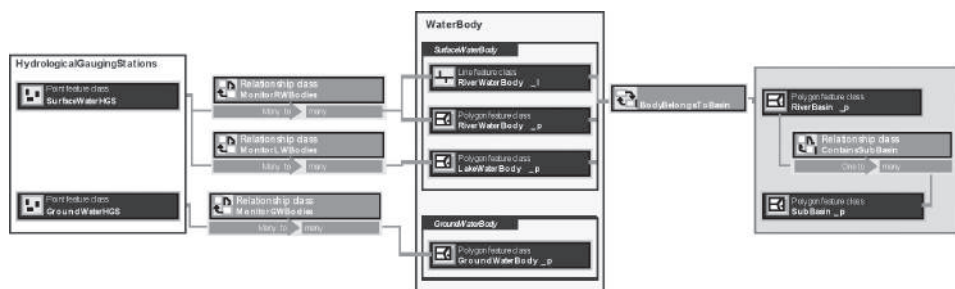 HydrologicalGaugingStations
Point feature class
SurfaceWaterHGS
Point feature class
GroundWaterHGS
Relationship class
MonitorRWBodies
Many to many
Relationship class
MonitorLWBodies
Many to many
Relationship class
MonitorGWBodies
Many to many
WaterBody
SurfaceWaterBody
Line feature class
RiverWaterBody _l
Polygon feature class
RiverWaterBody _p
Polygon feature class
LakeWaterBody _p
GroundWaterBody
Polygon feature class
GroundWaterBody _p
BodyBelongsToBasin
Polygon feature class
RiverBasin _p
Relationship class
ContainsSubBasin
One to many
Polygon feature class
SubBasin _p